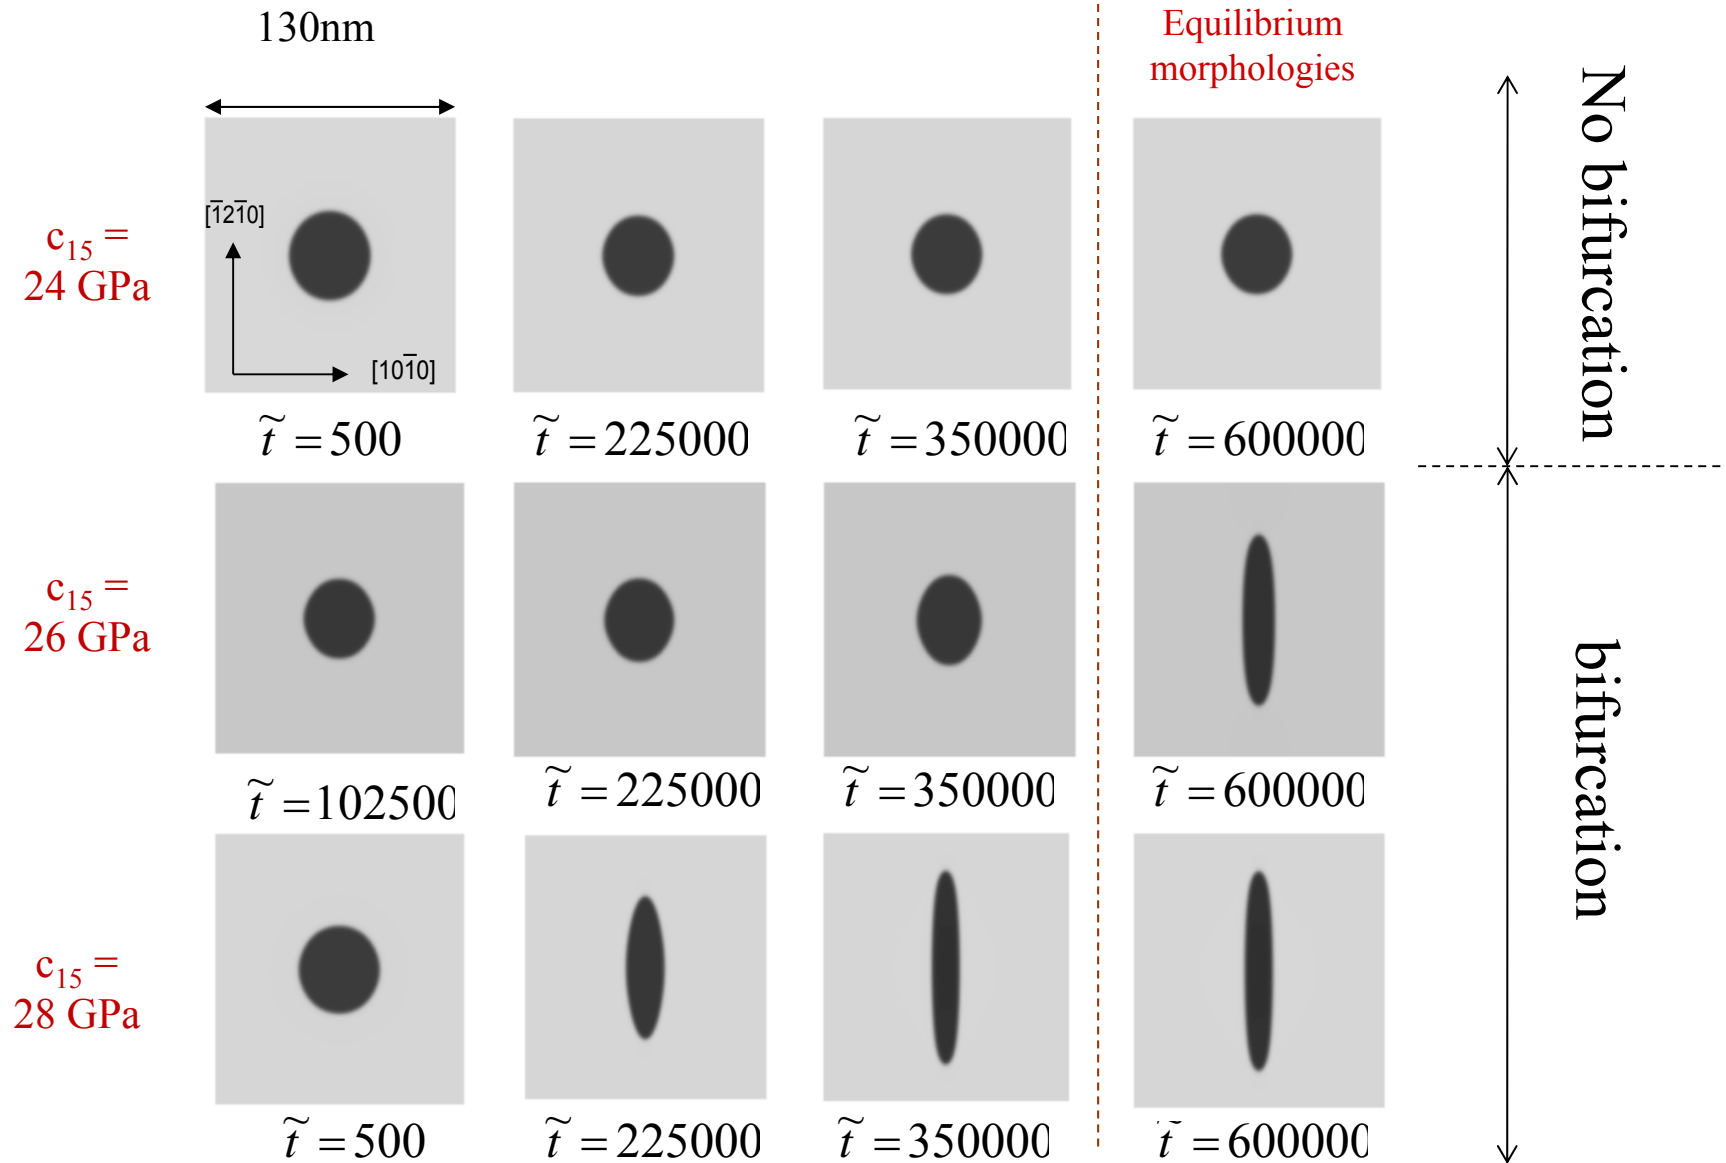 130nm
Equilibrium
morphologies
No bifurcation
c₁₅ =
24 GPa
[1̅21̅0]
[101̅0]
t̃ = 500
t̃ = 225000
t̃ = 350000
t̃ = 600000
c₁₅ =
26 GPa
bifurcation
t̃ = 102500
t̃ = 225000
t̃ = 350000
t̃ = 600000
c₁₅ =
28 GPa
t̃ = 500
t̃ = 225000
t̃ = 350000
t̃ = 600000